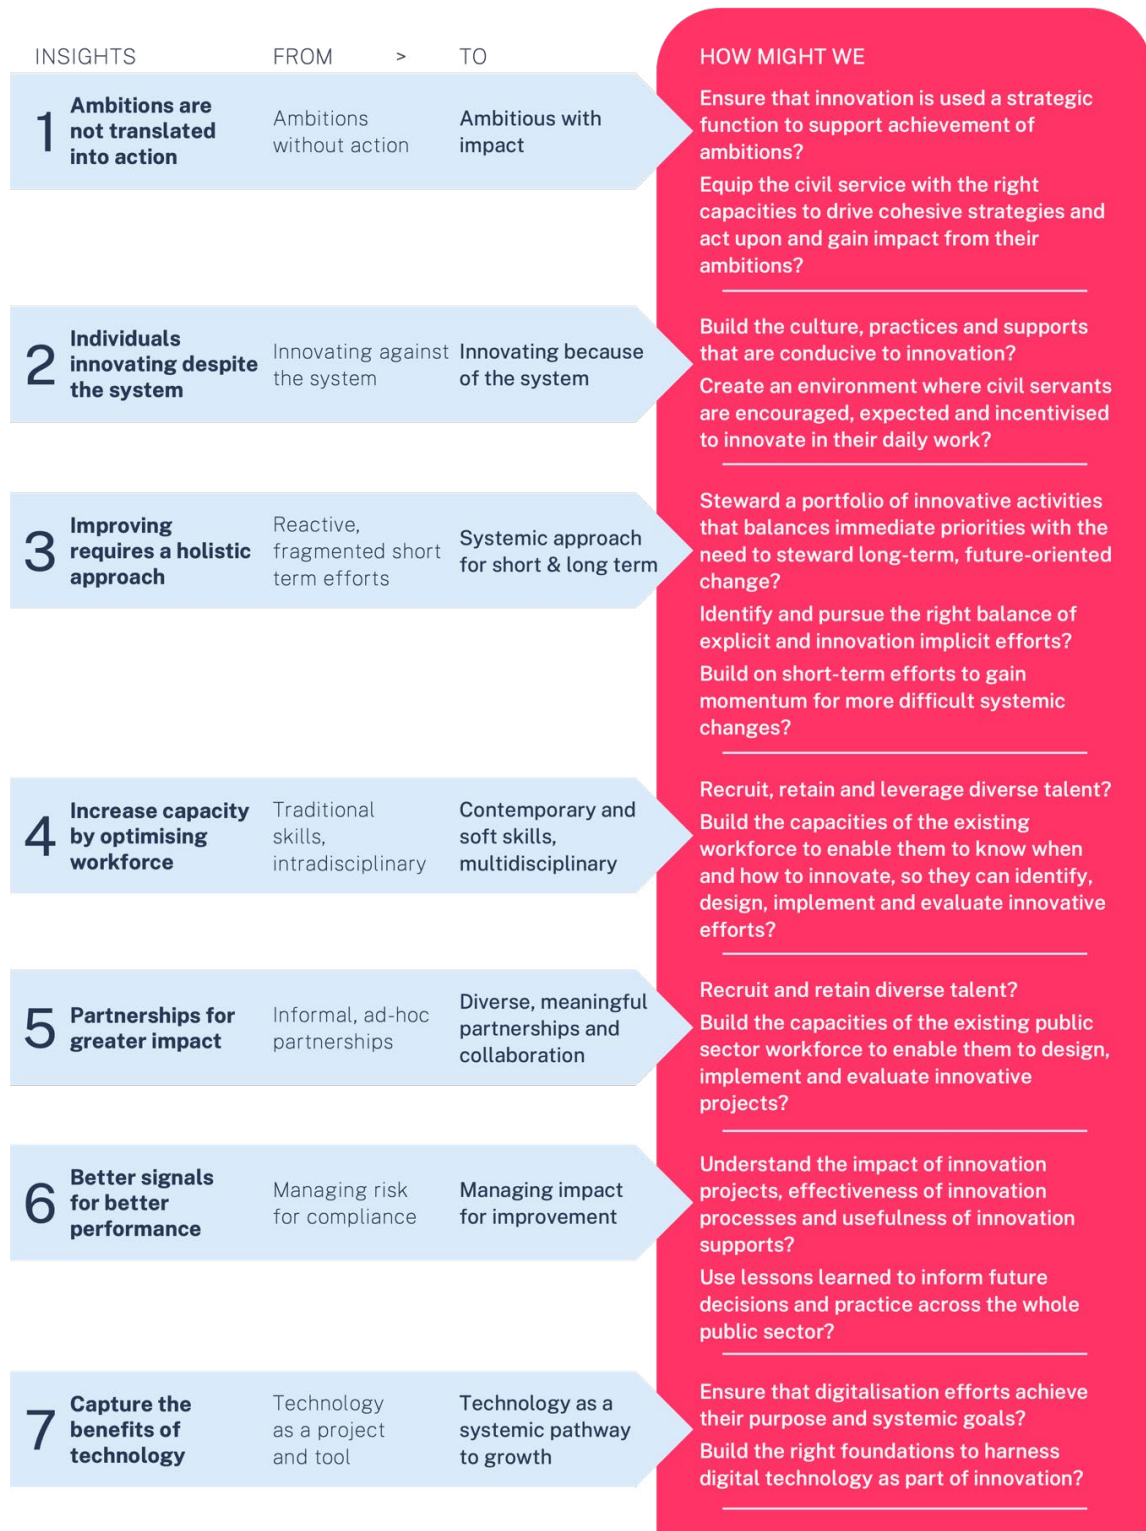 INSIGHTS FROM > TO HOW MIGHT WE
1
Ambitions are
not translated
into action
Ambitions
without action
Ambitious with
impact
Ensure that innovation is used a strategic
function to support achievement of
ambitions?
Equip the civil service with the right
capacities to drive cohesive strategies and
act upon and gain impact from their
ambitions?
2
Individuals
innovating despite
the system
Innovating against
the system
Innovating because
of the system
Build the culture, practices and supports
that are conducive to innovation?
Create an environment where civil servants
are encouraged, expected and incentivised
to innovate in their daily work?
3
Improving
requires a holistic
approach
Reactive,
fragmented short
term efforts
Systemic approach
for short & long term
Steward a portfolio of innovative activities
that balances immediate priorities with the
need to steward long-term, future-oriented
change?
Identify and pursue the right balance of
explicit and innovation implicit efforts?
Build on short-term efforts to gain
momentum for more difficult systemic
changes?
4
Increase capacity
by optimising
workforce
Traditional
skills,
intradisciplinary
Contemporary and
soft skills,
multidisciplinary
Recruit, retain and leverage diverse talent?
Build the capacities of the existing
workforce to enable them to know when
and how to innovate, so they can identify,
design, implement and evaluate innovative
efforts?
5
Partnerships for
greater impact
Informal, ad-hoc
partnerships
Diverse, meaningful
partnerships and
collaboration
Recruit and retain diverse talent?
Build the capacities of the existing public
sector workforce to enable them to design,
implement and evaluate innovative
projects?
6
Better signals
for better
performance
Managing risk
for compliance
Managing impact
for improvement
Understand the impact of innovation
projects, effectiveness of innovation
processes and usefulness of innovation
supports?
Use lessons learned to inform future
decisions and practice across the whole
public sector?
7
Capture the
benefits of
technology
Technology
as a project
and tool
Technology as a
systemic pathway
to growth
Ensure that digitalisation efforts achieve
their purpose and systemic goals?
Build the right foundations to harness
digital technology as part of innovation?